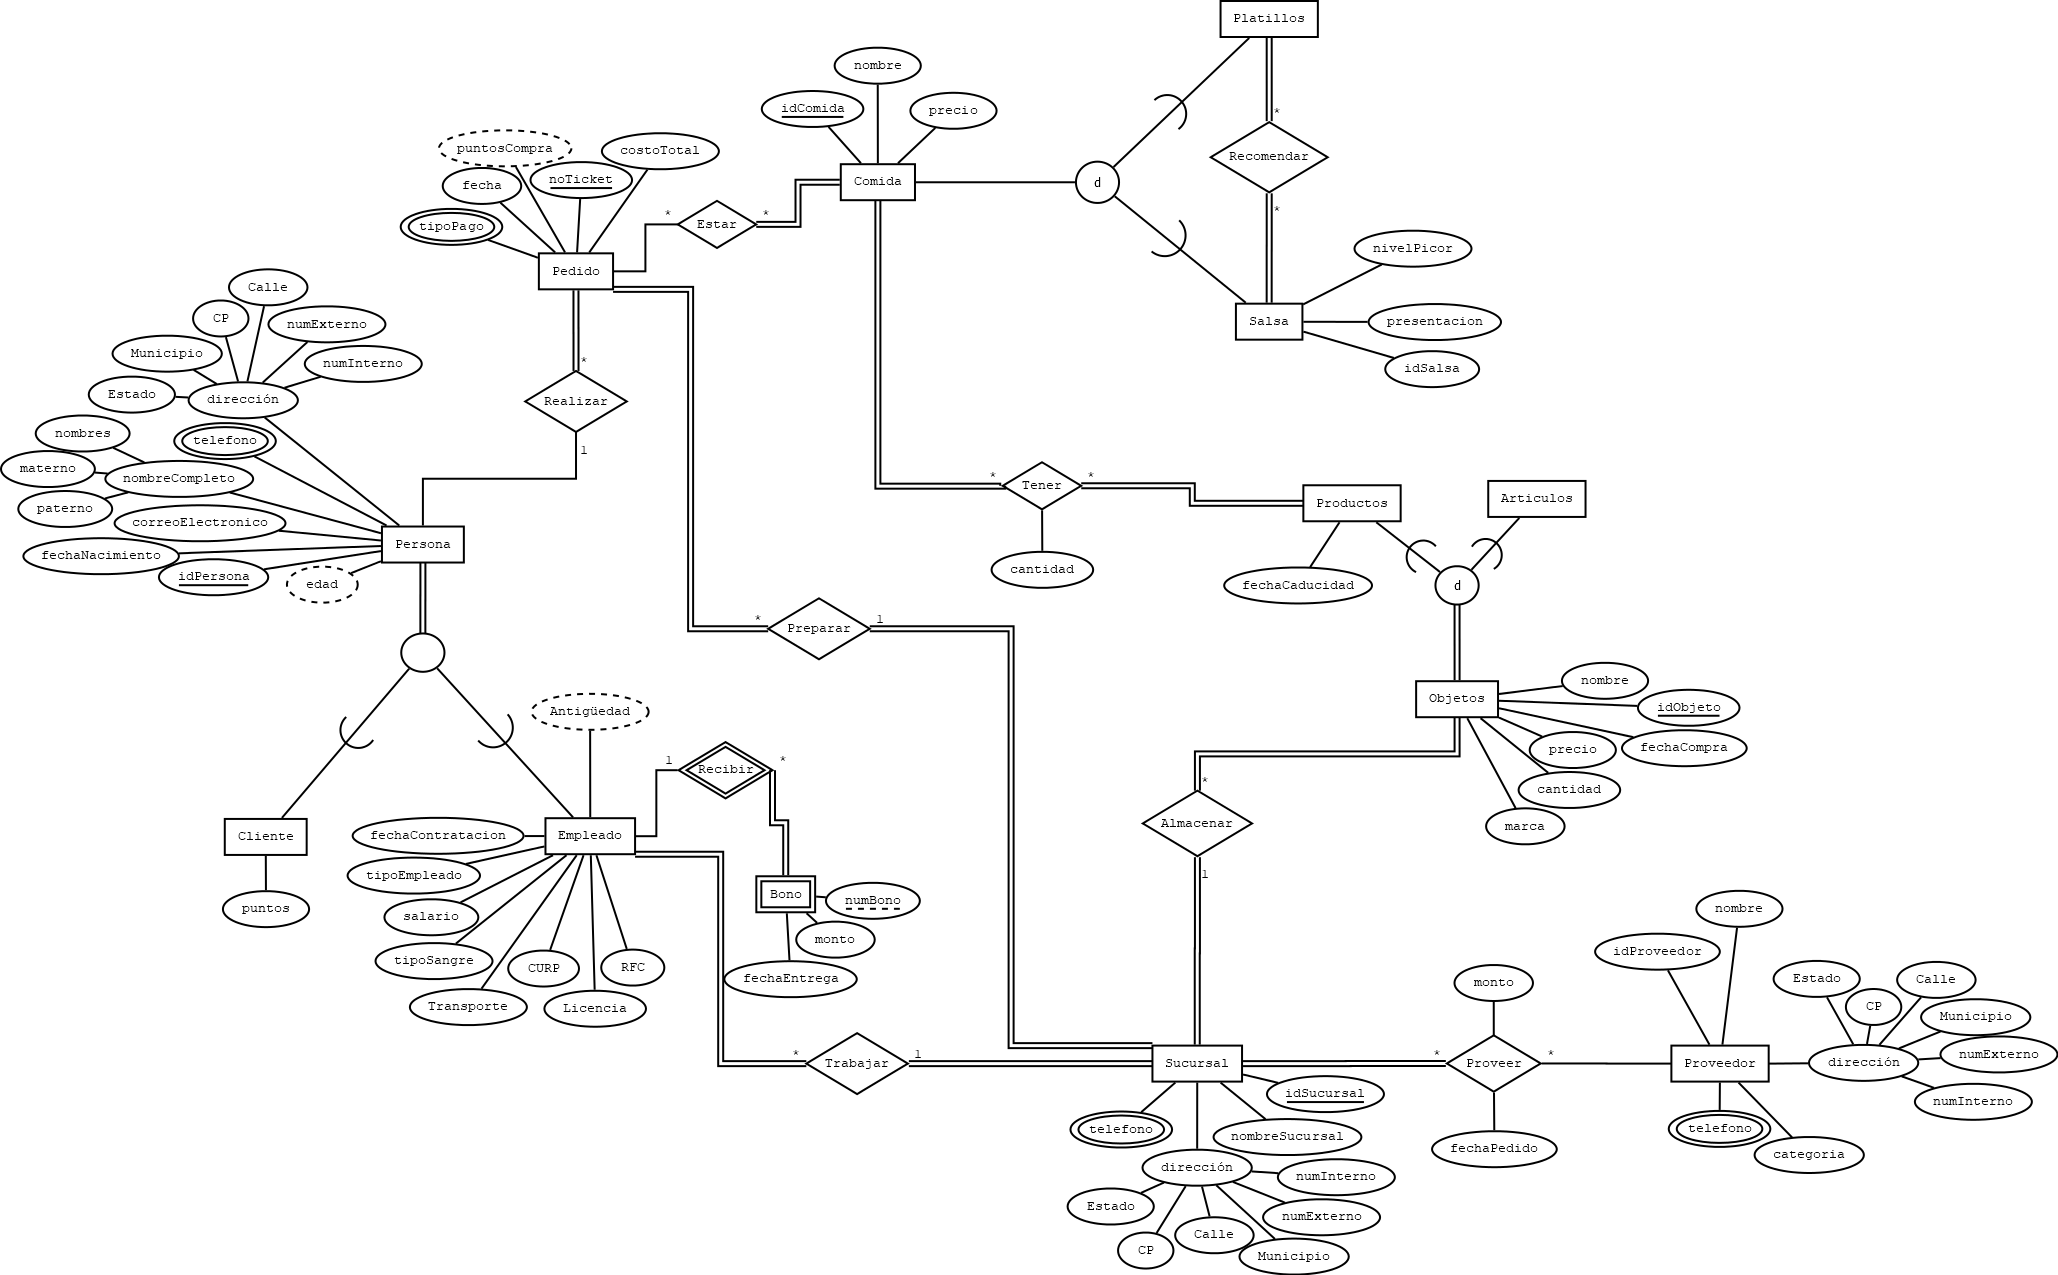 Platillos
nombre
idComida
precio
Comida
d
Recomendar
*
*
puntosCompra
costoTotal
fecha
noTicket
tipoPago
Pedido
*
Estar
*
nivelPicor
Salsa
presentacion
idSalsa
Calle
CP
numExterno
Municipio
numInterno
Estado
dirección
*
Realizar
1
nombres
telefono
materno
nombreCompleto
paterno
correoElectronico
Persona
fechaNacimiento
idPersona
edad
*
Tener
*
cantidad
Productos
Articulos
fechaCaducidad
d
*
Preparar
1
nombre
Objetos
idObjeto
precio
fechaCompra
cantidad
marca
Antigüedad
1
Recibir
*
*
Almacenar
1
Cliente
puntos
fechaContratacion
Empleado
tipoEmpleado
salario
tipoSangre
Transporte
CURP
Licencia
RFC
Bono
numBono
monto
fechaEntrega
*
Trabajar
1
Sucursal
*
Proveer
*
monto
fechaPedido
idSucursal
telefono
nombreSucursal
dirección
numInterno
Estado
numExterno
CP
Calle
Municipio
nombre
idProveedor
Proveedor
Estado
CP
Calle
Municipio
dirección
numExterno
numInterno
telefono
categoria